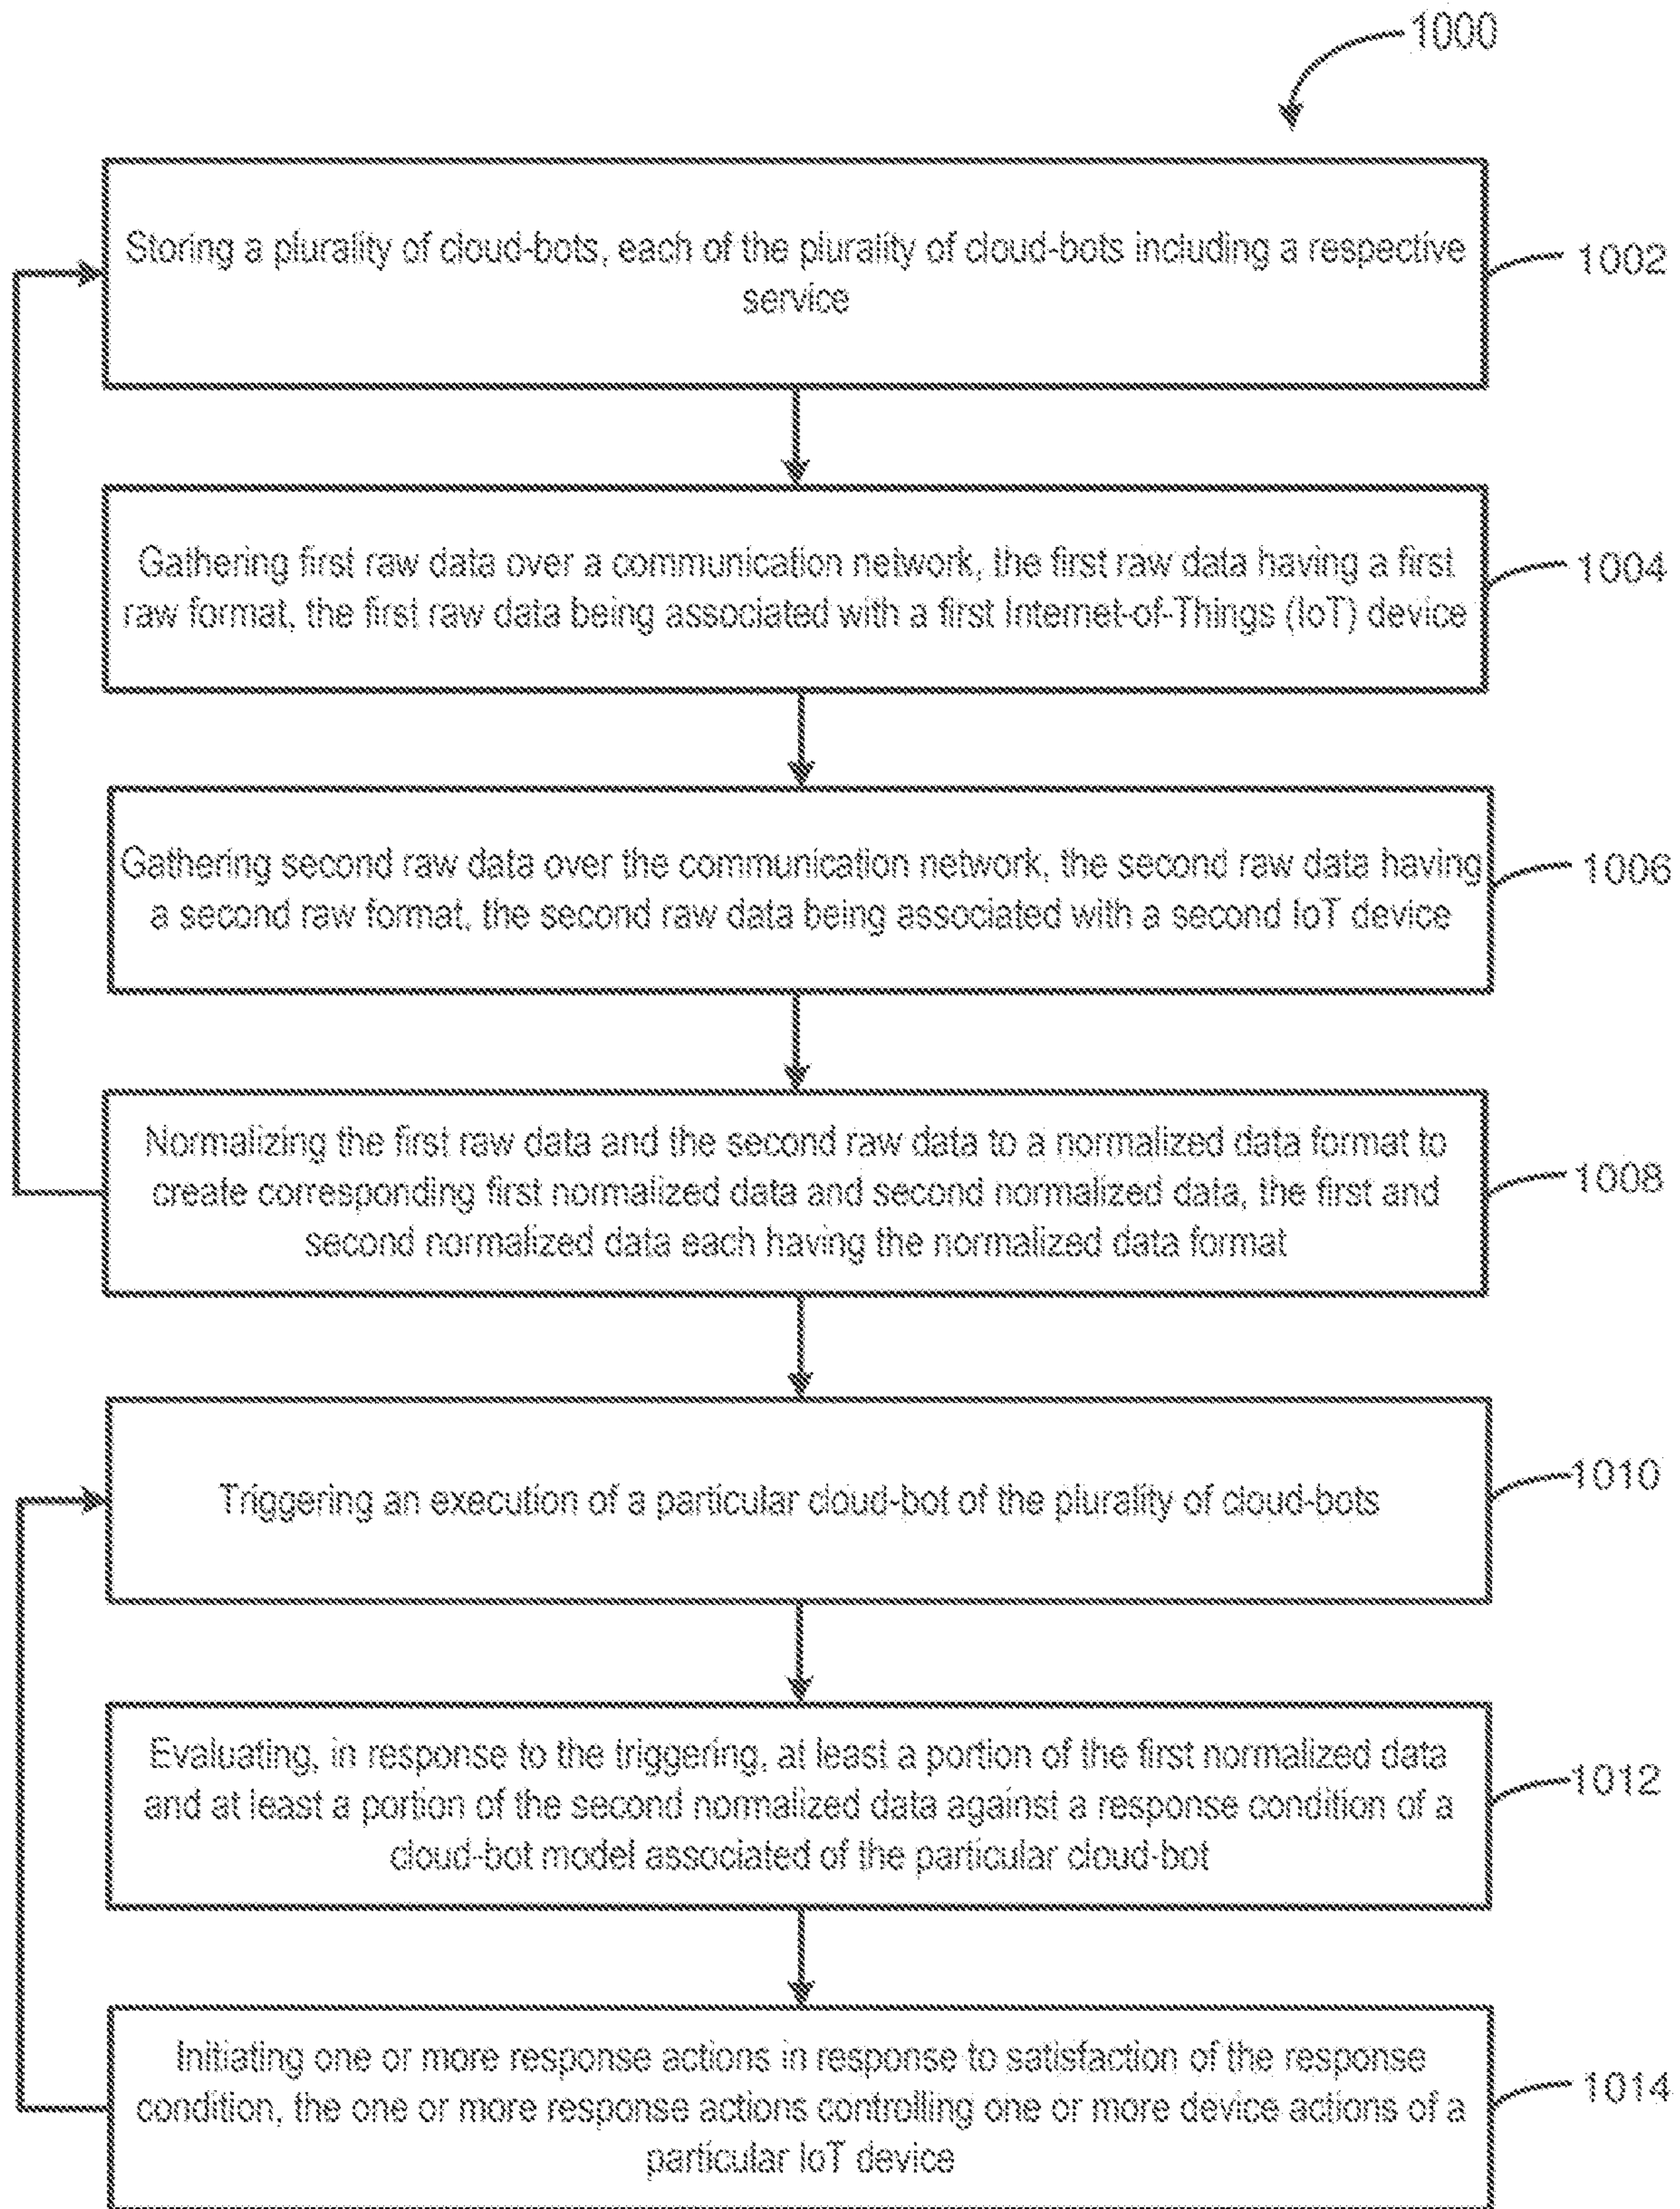 1000
Storing a plurality of cloud-bots, each of the plurality of cloud-bots including a respective
service
1002
Gathering first raw data over a communication network, the first raw data having a first
raw format, the first raw data being associated with a first Internet-of-Things (IoT) device
1004
Gathering second raw data over the communication network, the second raw data having
a second raw format, the second raw data being associated with a second IoT device
1006
Normalizing the first raw data and the second raw data to a normalized data format to
create corresponding first normalized data and second normalized data, the first and
second normalized data each having the normalized data format
1008
Triggering an execution of a particular cloud-bot of the plurality of cloud-bots
1010
Evaluating, in response to the triggering, at least a portion of the first normalized data
and at least a portion of the second normalized data against a response condition of a
cloud-bot model associated of the particular cloud-bot
1012
Initiating one or more response actions in response to satisfaction of the response
condition, the one or more response actions controlling one or more device actions of a
particular IoT device
1014